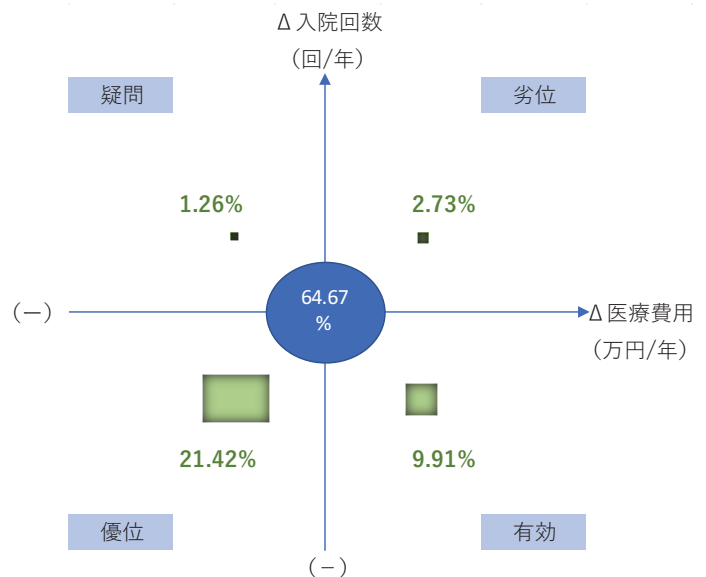 Δ入院回数
（回/年）
疑問
劣位
1.26%
2.73%
64.67
%
（−）
Δ医療費用
（万円/年）
21.42%
9.91%
優位
有効
（−）